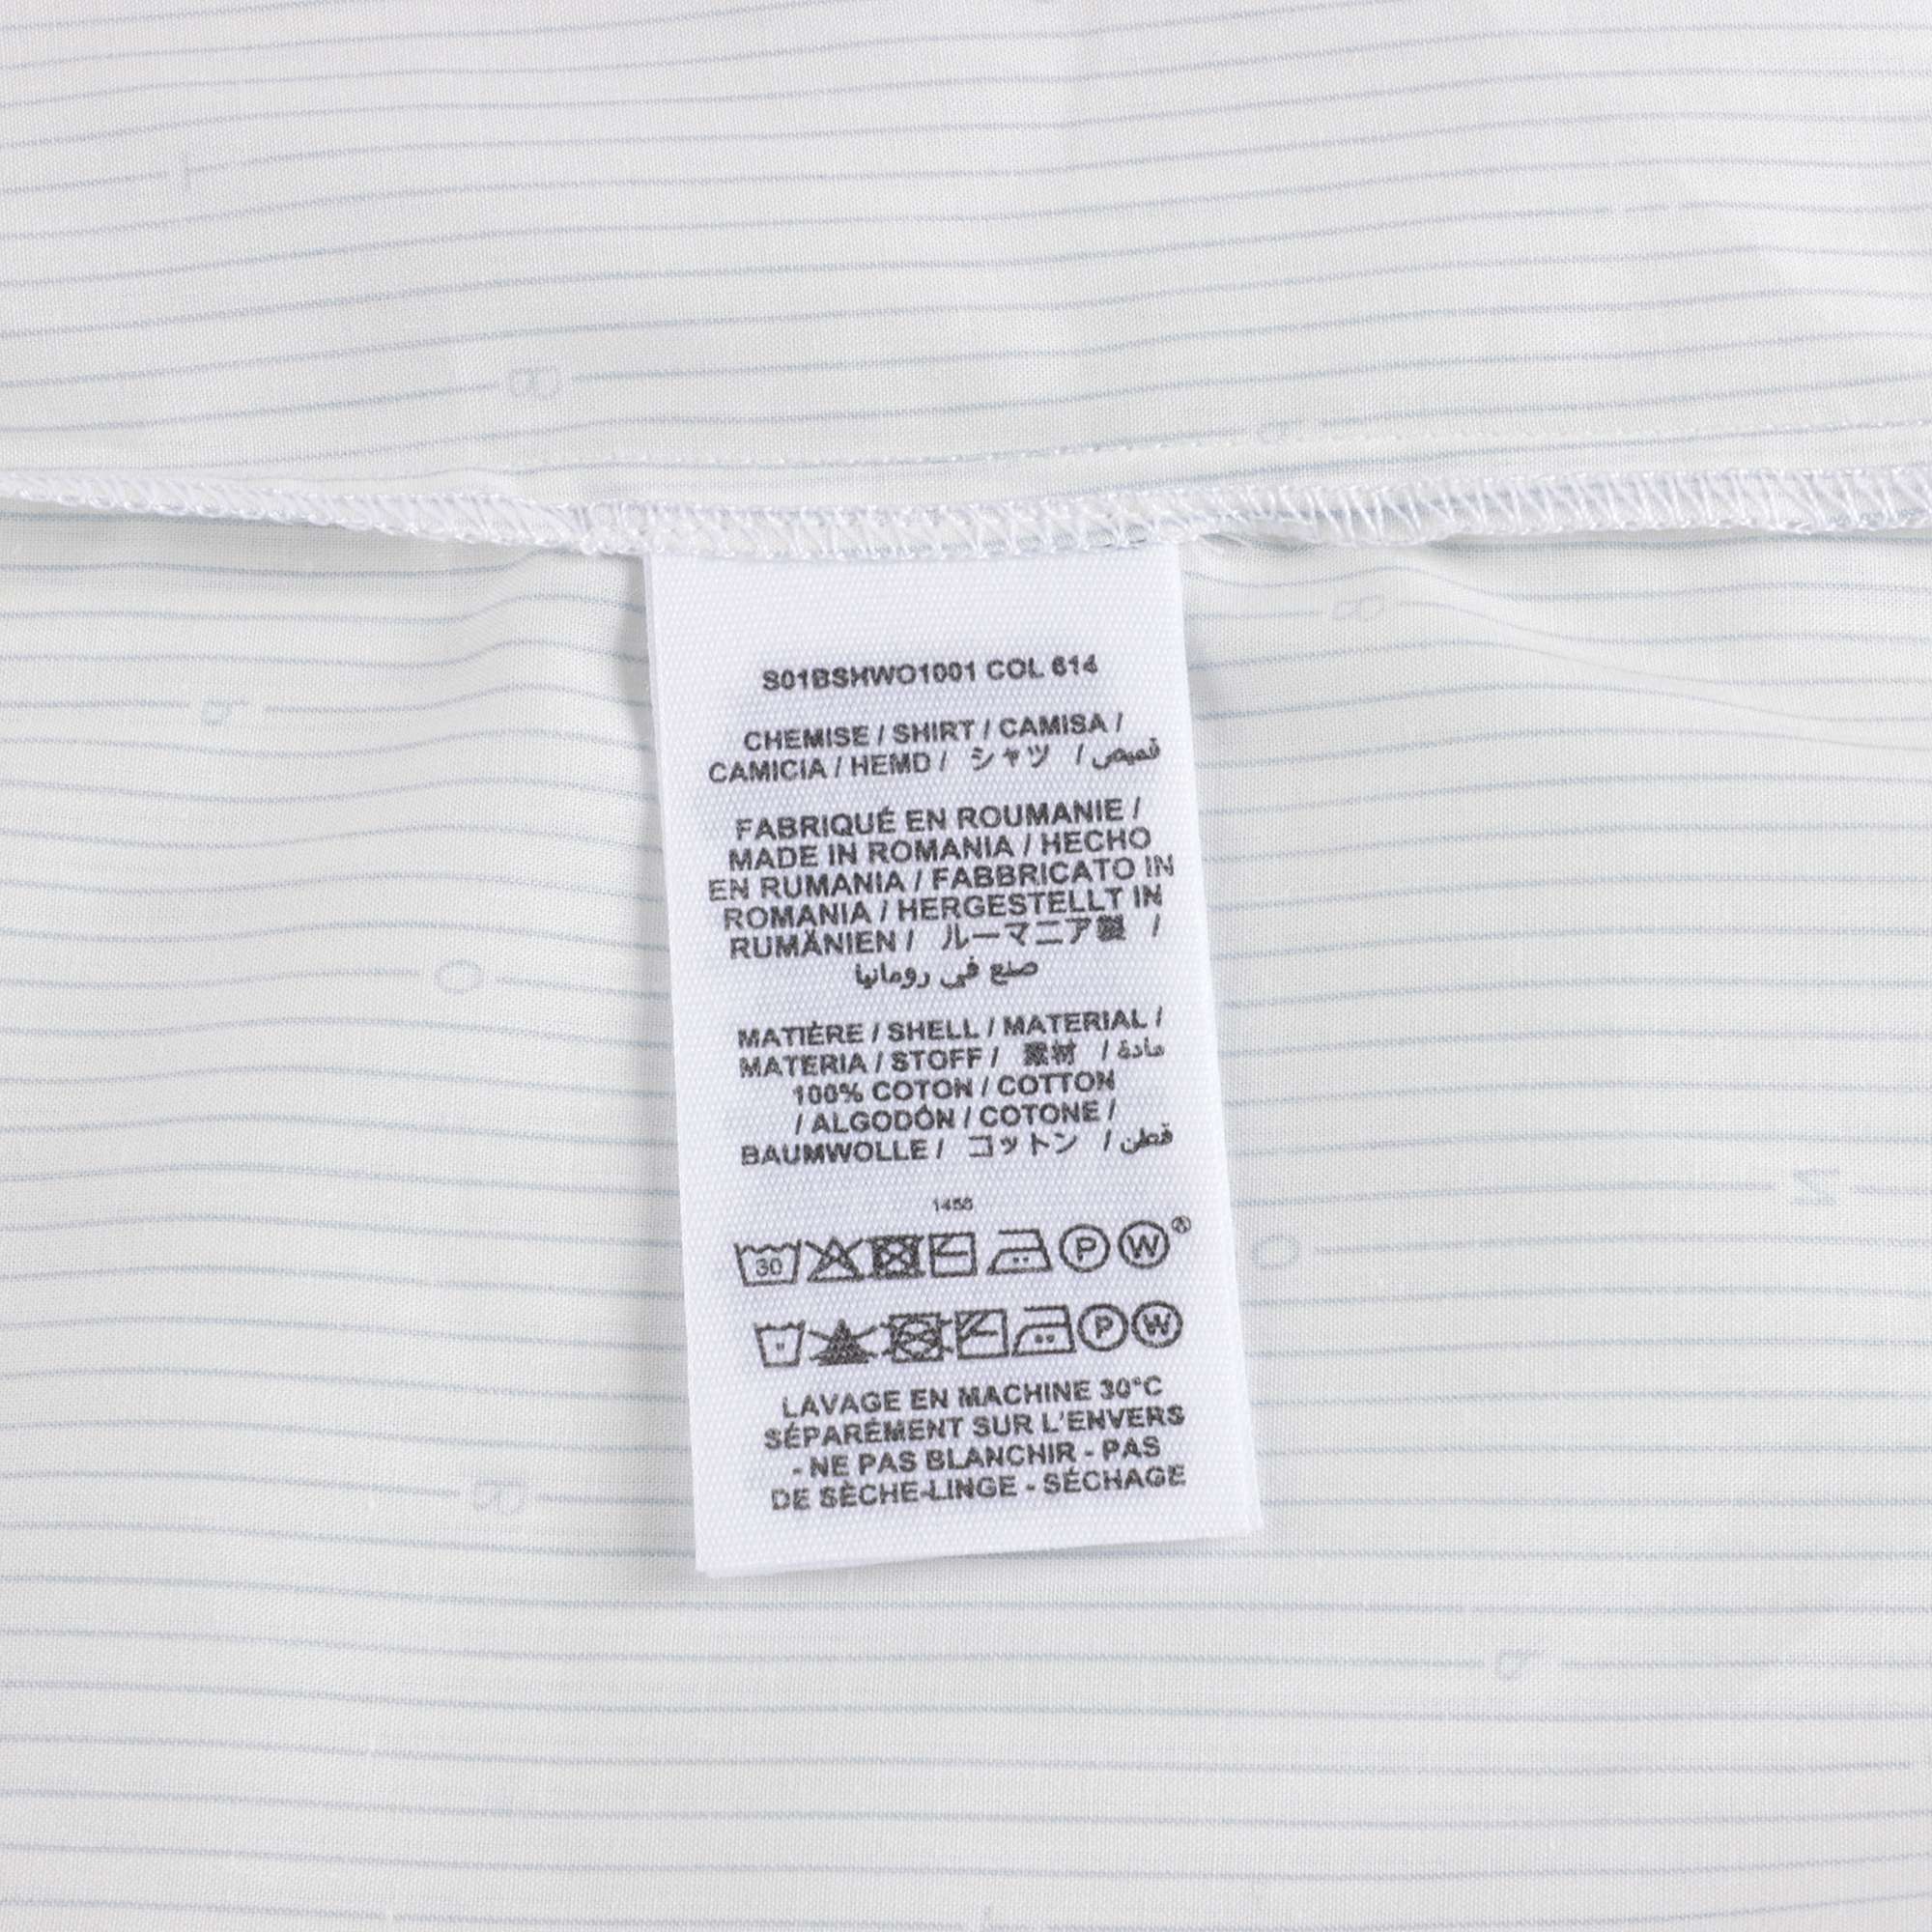 S01BSHWO1001 COL 614
CHEMISE / SHIRT / CAMISA /
CAMICIA / HEMD / シャツ / قميص
FABRIQUÉ EN ROUMANIE /
MADE IN ROMANIA / HECHO
EN RUMANIA / FABBRICATO IN
ROMANIA / HERGESTELLT IN
RUMÄNIEN / ルーマニア製 /
صنع في رومانيا
MATIÈRE / SHELL / MATERIAL /
MATERIA / STOFF / 素材 / مادة
100% COTON / COTTON
/ ALGODÓN / COTONE /
BAUMWOLLE / コットン / قطن
30 P W ®
P W
LAVAGE EN MACHINE 30°C
SÉPARÉMENT SUR L'ENVERS
- NE PAS BLANCHIR - PAS
DE SÈCHE-LINGE - SÉCHAGE